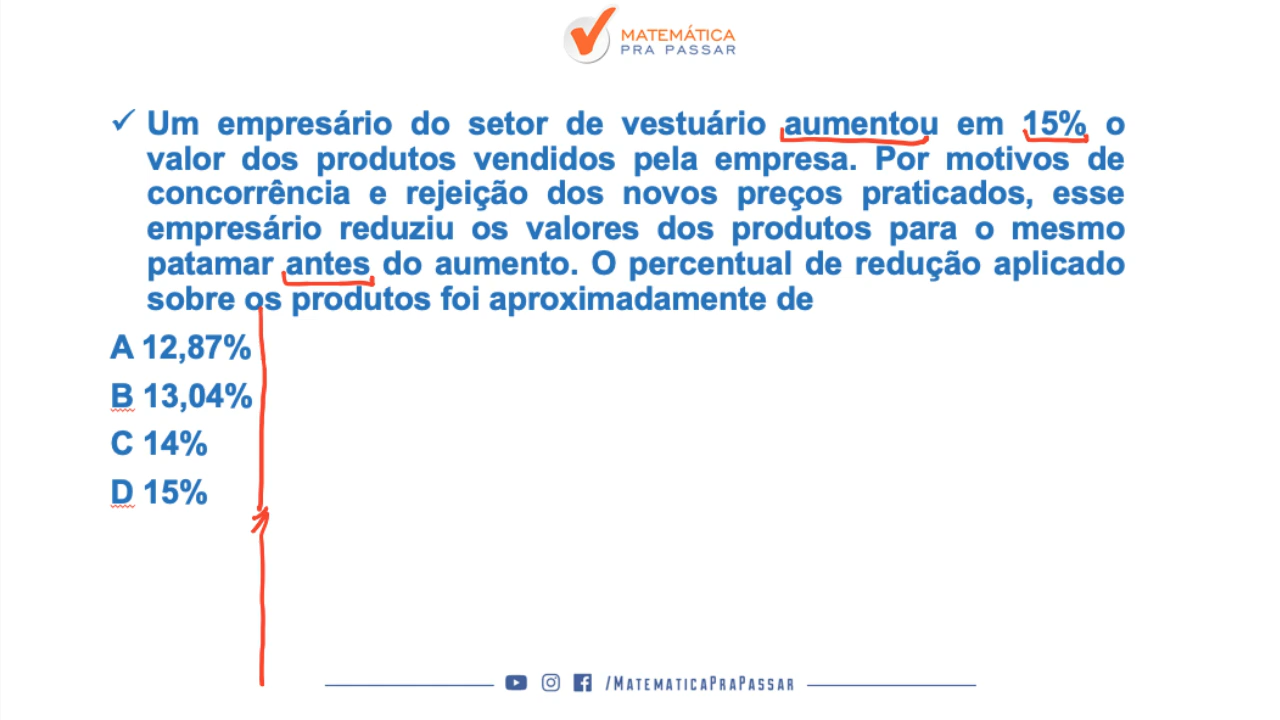 MATEMÁTICA
PRA PASSAR
✓ Um empresário do setor de vestuário aumentou em 15% o
valor dos produtos vendidos pela empresa. Por motivos de
concorrência e rejeição dos novos preços praticados, esse
empresário reduziu os valores dos produtos para o mesmo
patamar antes do aumento. O percentual de redução aplicado
sobre os produtos foi aproximadamente de
A 12,87%
B 13,04%
C 14%
D 15%
/MATEMATICAPRAPASSAR